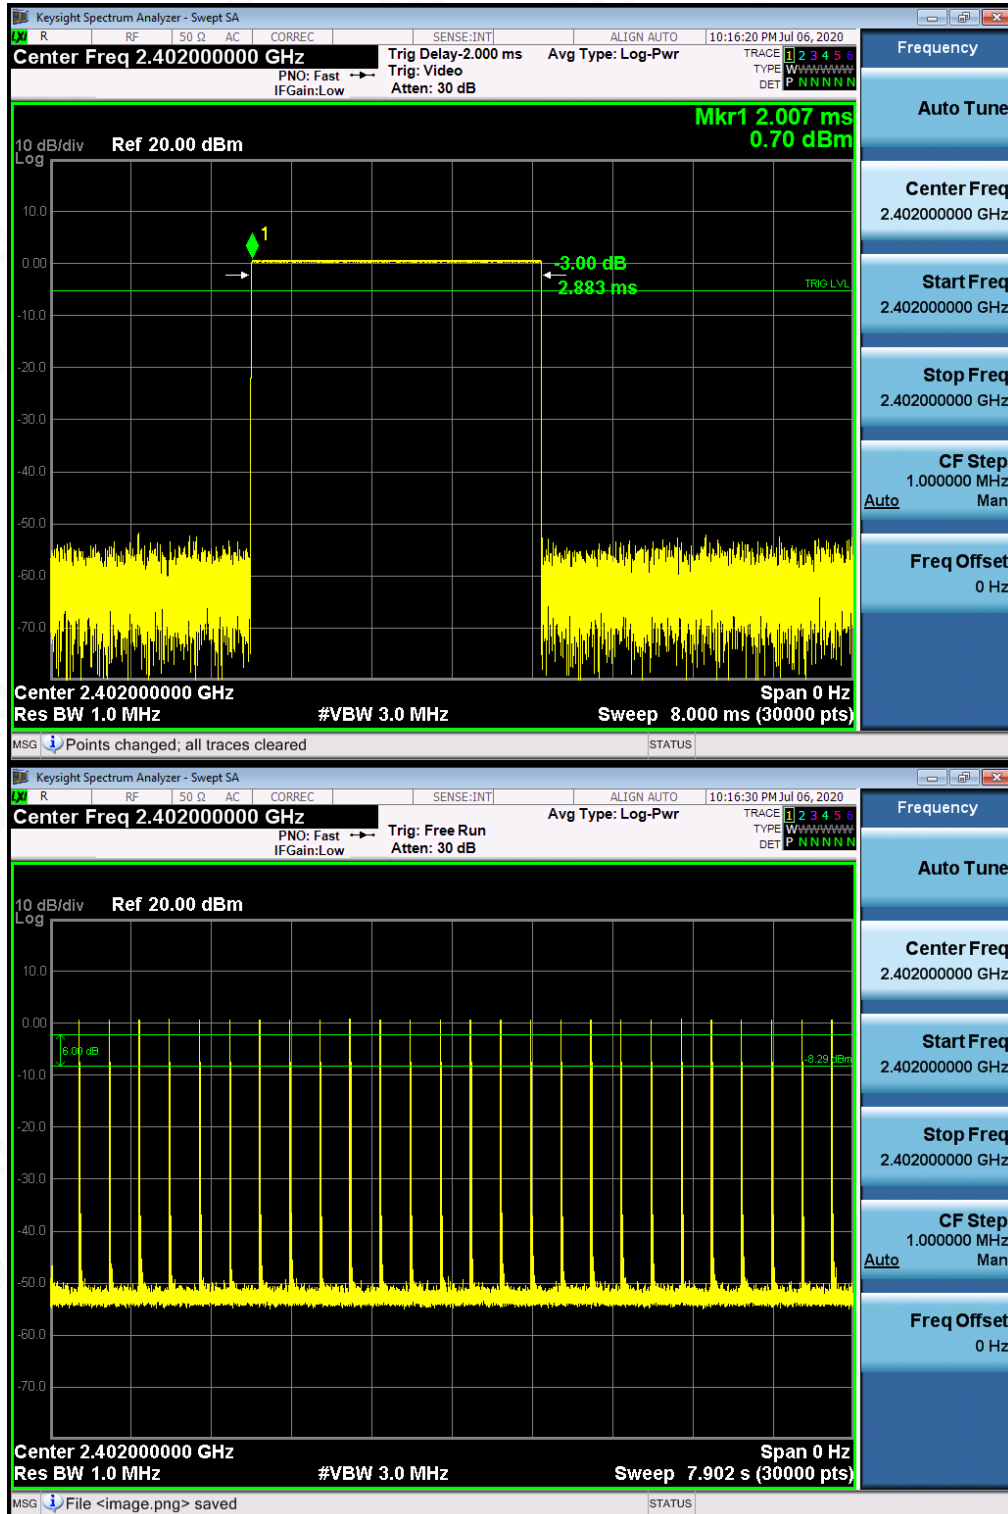 Keysight Spectrum Analyzer - Swept SA
LXI R RF 50 Ω AC CORREC SENSE:INT ALIGN AUTO 10:16:20 PM Jul 06, 2020
Center Freq 2.402000000 GHz
PNO: Fast
IFGain:Low
Trig Delay-2.000 ms
Trig: Video
Atten: 30 dB
Avg Type: Log-Pwr
TRACE 1 2 3 4 5 6
TYPE WWWWWW
DET P N N N N N
Mkr1 2.007 ms
0.70 dBm
10 dB/div Ref 20.00 dBm
Log
10.0
1
0.00
-3.00 dB
2.883 ms
TRIG LVL
-10.0
-20.0
-30.0
-40.0
-50.0
-60.0
-70.0
Center 2.402000000 GHz Span 0 Hz
Res BW 1.0 MHz #VBW 3.0 MHz Sweep 8.000 ms (30000 pts)
MSG Points changed; all traces cleared STATUS
Frequency
Auto Tune
Center Freq
2.402000000 GHz
Start Freq
2.402000000 GHz
Stop Freq
2.402000000 GHz
CF Step
1.000000 MHz
Auto Man
Freq Offset
0 Hz
Keysight Spectrum Analyzer - Swept SA
LXI R RF 50 Ω AC CORREC SENSE:INT ALIGN AUTO 10:16:30 PM Jul 06, 2020
Center Freq 2.402000000 GHz
PNO: Fast
IFGain:Low
Trig: Free Run
Atten: 30 dB
Avg Type: Log-Pwr
TRACE 1 2 3 4 5 6
TYPE WWWWWW
DET P N N N N N
10 dB/div Ref 20.00 dBm
Log
10.0
0.00
6.00 dB
-8.29 dBm
-10.0
-20.0
-30.0
-40.0
-50.0
-60.0
-70.0
Center 2.402000000 GHz Span 0 Hz
Res BW 1.0 MHz #VBW 3.0 MHz Sweep 7.902 s (30000 pts)
MSG File <image.png> saved STATUS
Frequency
Auto Tune
Center Freq
2.402000000 GHz
Start Freq
2.402000000 GHz
Stop Freq
2.402000000 GHz
CF Step
1.000000 MHz
Auto Man
Freq Offset
0 Hz